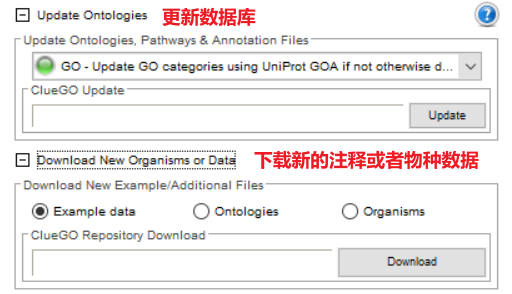 Update Ontologies 更新数据库
Update Ontologies, Pathways & Annotation Files
GO - Update GO categories using UniProt GOA if not otherwise d...
ClueGO Update
Update
Download New Organisms or Data 下载新的注释或者物种数据
Download New Example/Additional Files
Example data Ontologies Organisms
ClueGO Repository Download
Download